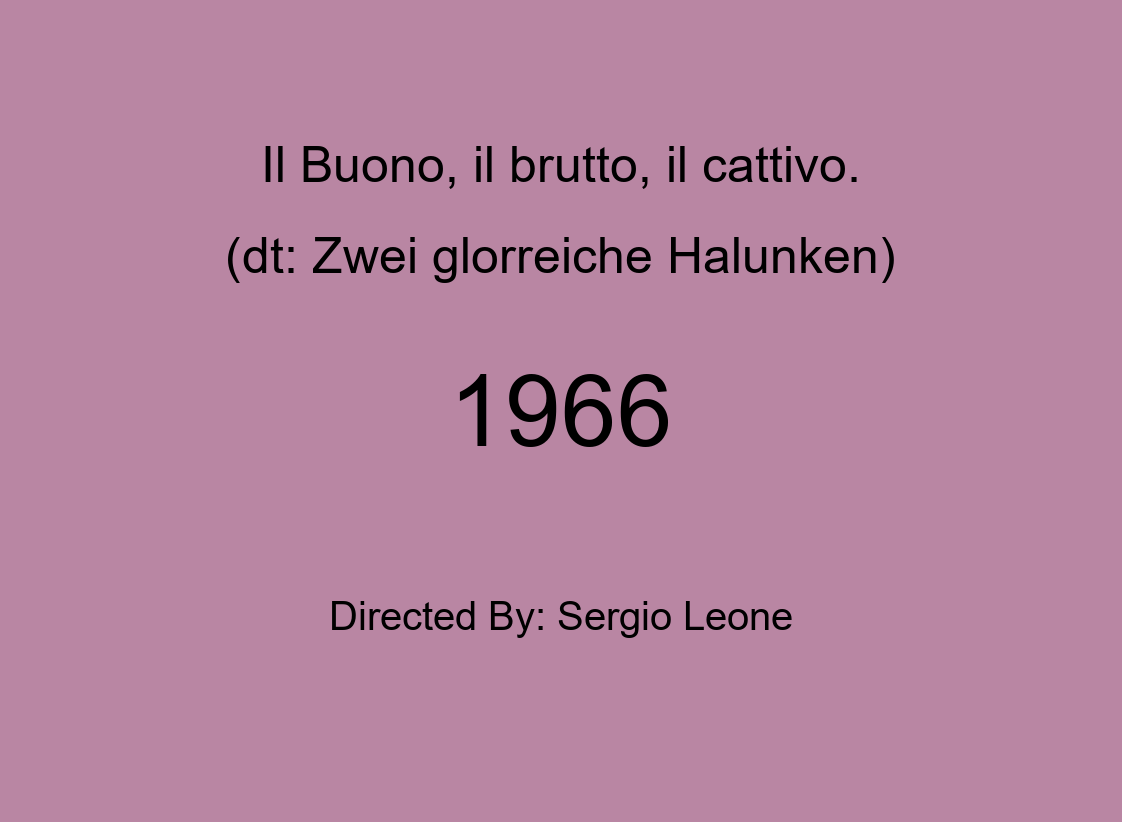 Il Buono, il brutto, il cattivo.
(dt: Zwei glorreiche Halunken)
1966
Directed By: Sergio Leone